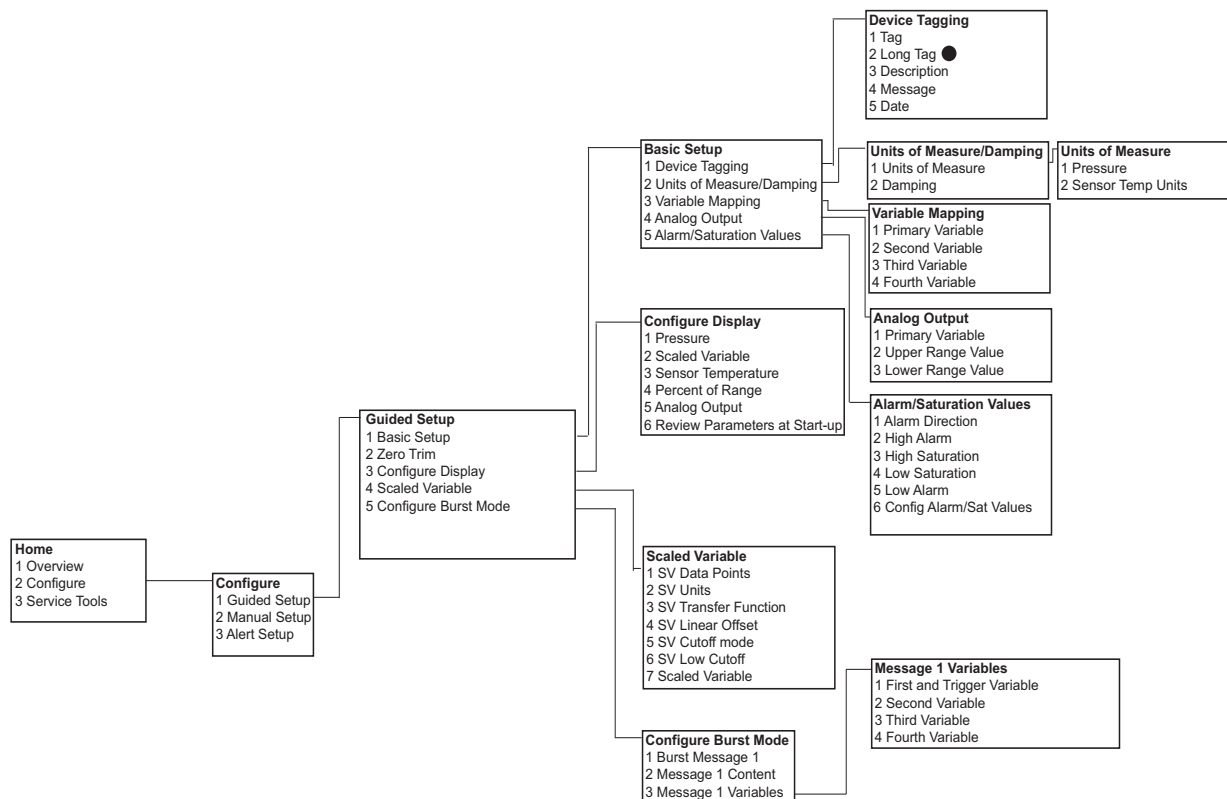 Device Tagging
1 Tag
2 Long Tag
3 Description
4 Message
5 Date
Basic Setup
1 Device Tagging
2 Units of Measure/Damping
3 Variable Mapping
4 Analog Output
5 Alarm/Saturation Values
Units of Measure/Damping
1 Units of Measure
2 Damping
Units of Measure
1 Pressure
2 Sensor Temp Units
Variable Mapping
1 Primary Variable
2 Second Variable
3 Third Variable
4 Fourth Variable
Analog Output
1 Primary Variable
2 Upper Range Value
3 Lower Range Value
Configure Display
1 Pressure
2 Scaled Variable
3 Sensor Temperature
4 Percent of Range
5 Analog Output
6 Review Parameters at Start-up
Alarm/Saturation Values
1 Alarm Direction
2 High Alarm
3 High Saturation
4 Low Saturation
5 Low Alarm
6 Config Alarm/Sat Values
Guided Setup
1 Basic Setup
2 Zero Trim
3 Configure Display
4 Scaled Variable
5 Configure Burst Mode
Home
1 Overview
2 Configure
3 Service Tools
Configure
1 Guided Setup
2 Manual Setup
3 Alert Setup
Scaled Variable
1 SV Data Points
2 SV Units
3 SV Transfer Function
4 SV Linear Offset
5 SV Cutoff mode
6 SV Low Cutoff
7 Scaled Variable
Message 1 Variables
1 First and Trigger Variable
2 Second Variable
3 Third Variable
4 Fourth Variable
Configure Burst Mode
1 Burst Message 1
2 Message 1 Content
3 Message 1 Variables